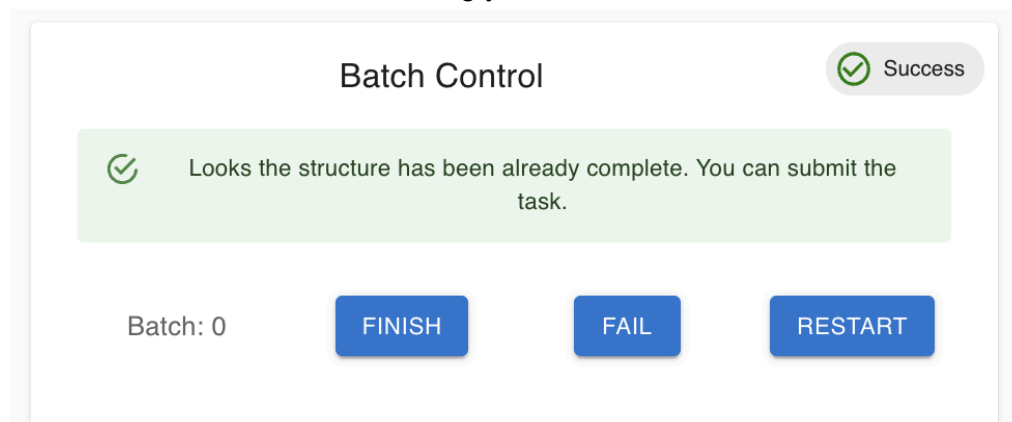 Batch Control
Success
Looks the structure has been already complete. You can submit the
task.
Batch: 0
FINISH
FAIL
RESTART